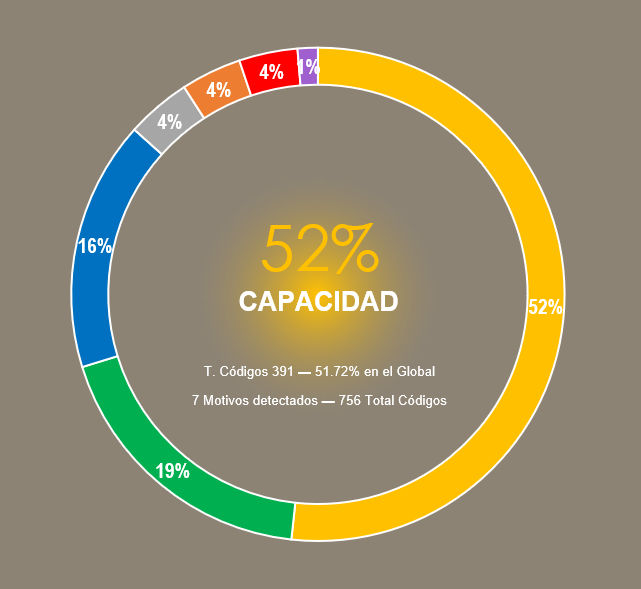 4%
1%
4%
4%
16%
52%
CAPACIDAD
52%
T. Códigos 391 — 51.72% en el Global
7 Motivos detectados — 756 Total Códigos
19%